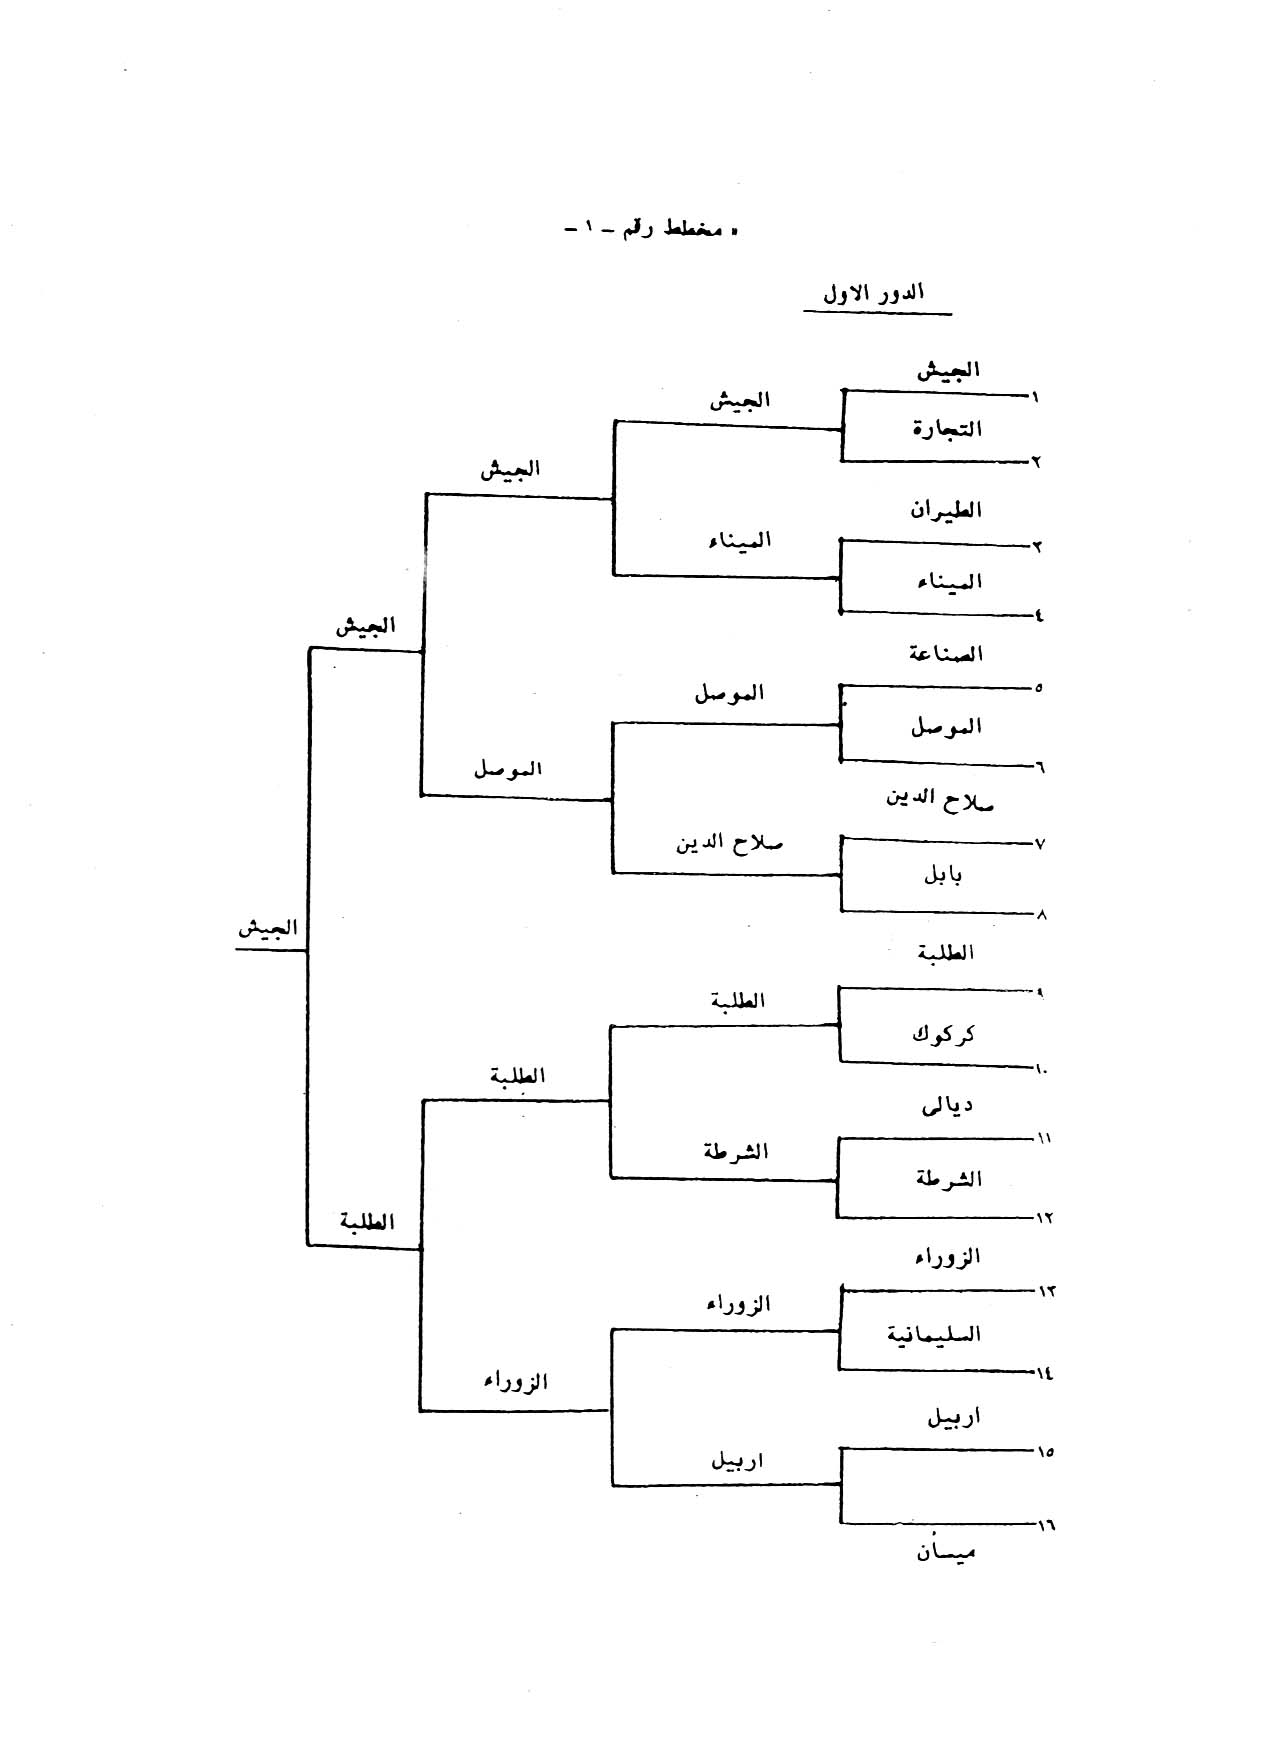 مخطط رقم ــ ١ ــ
الدور الاول
الجيش
١
التجارة
٢
الطيران
٣
الميناء
٤
الصناعة
٥
الموصل
٦
صلاح الدين
٧
بابل
٨
الطلبة
٩
كركوك
١٠
ديالى
١١
الشرطة
١٢
الزوراء
١٣
السليمانية
١٤
اربيل
١٥
١٦
ميسان
الجيش
الميناء
الموصل
صلاح الدين
الطلبة
الشرطة
الزوراء
اربيل
الجيش
الموصل
الطلبة
الزوراء
الجيش
الطلبة
الجيش